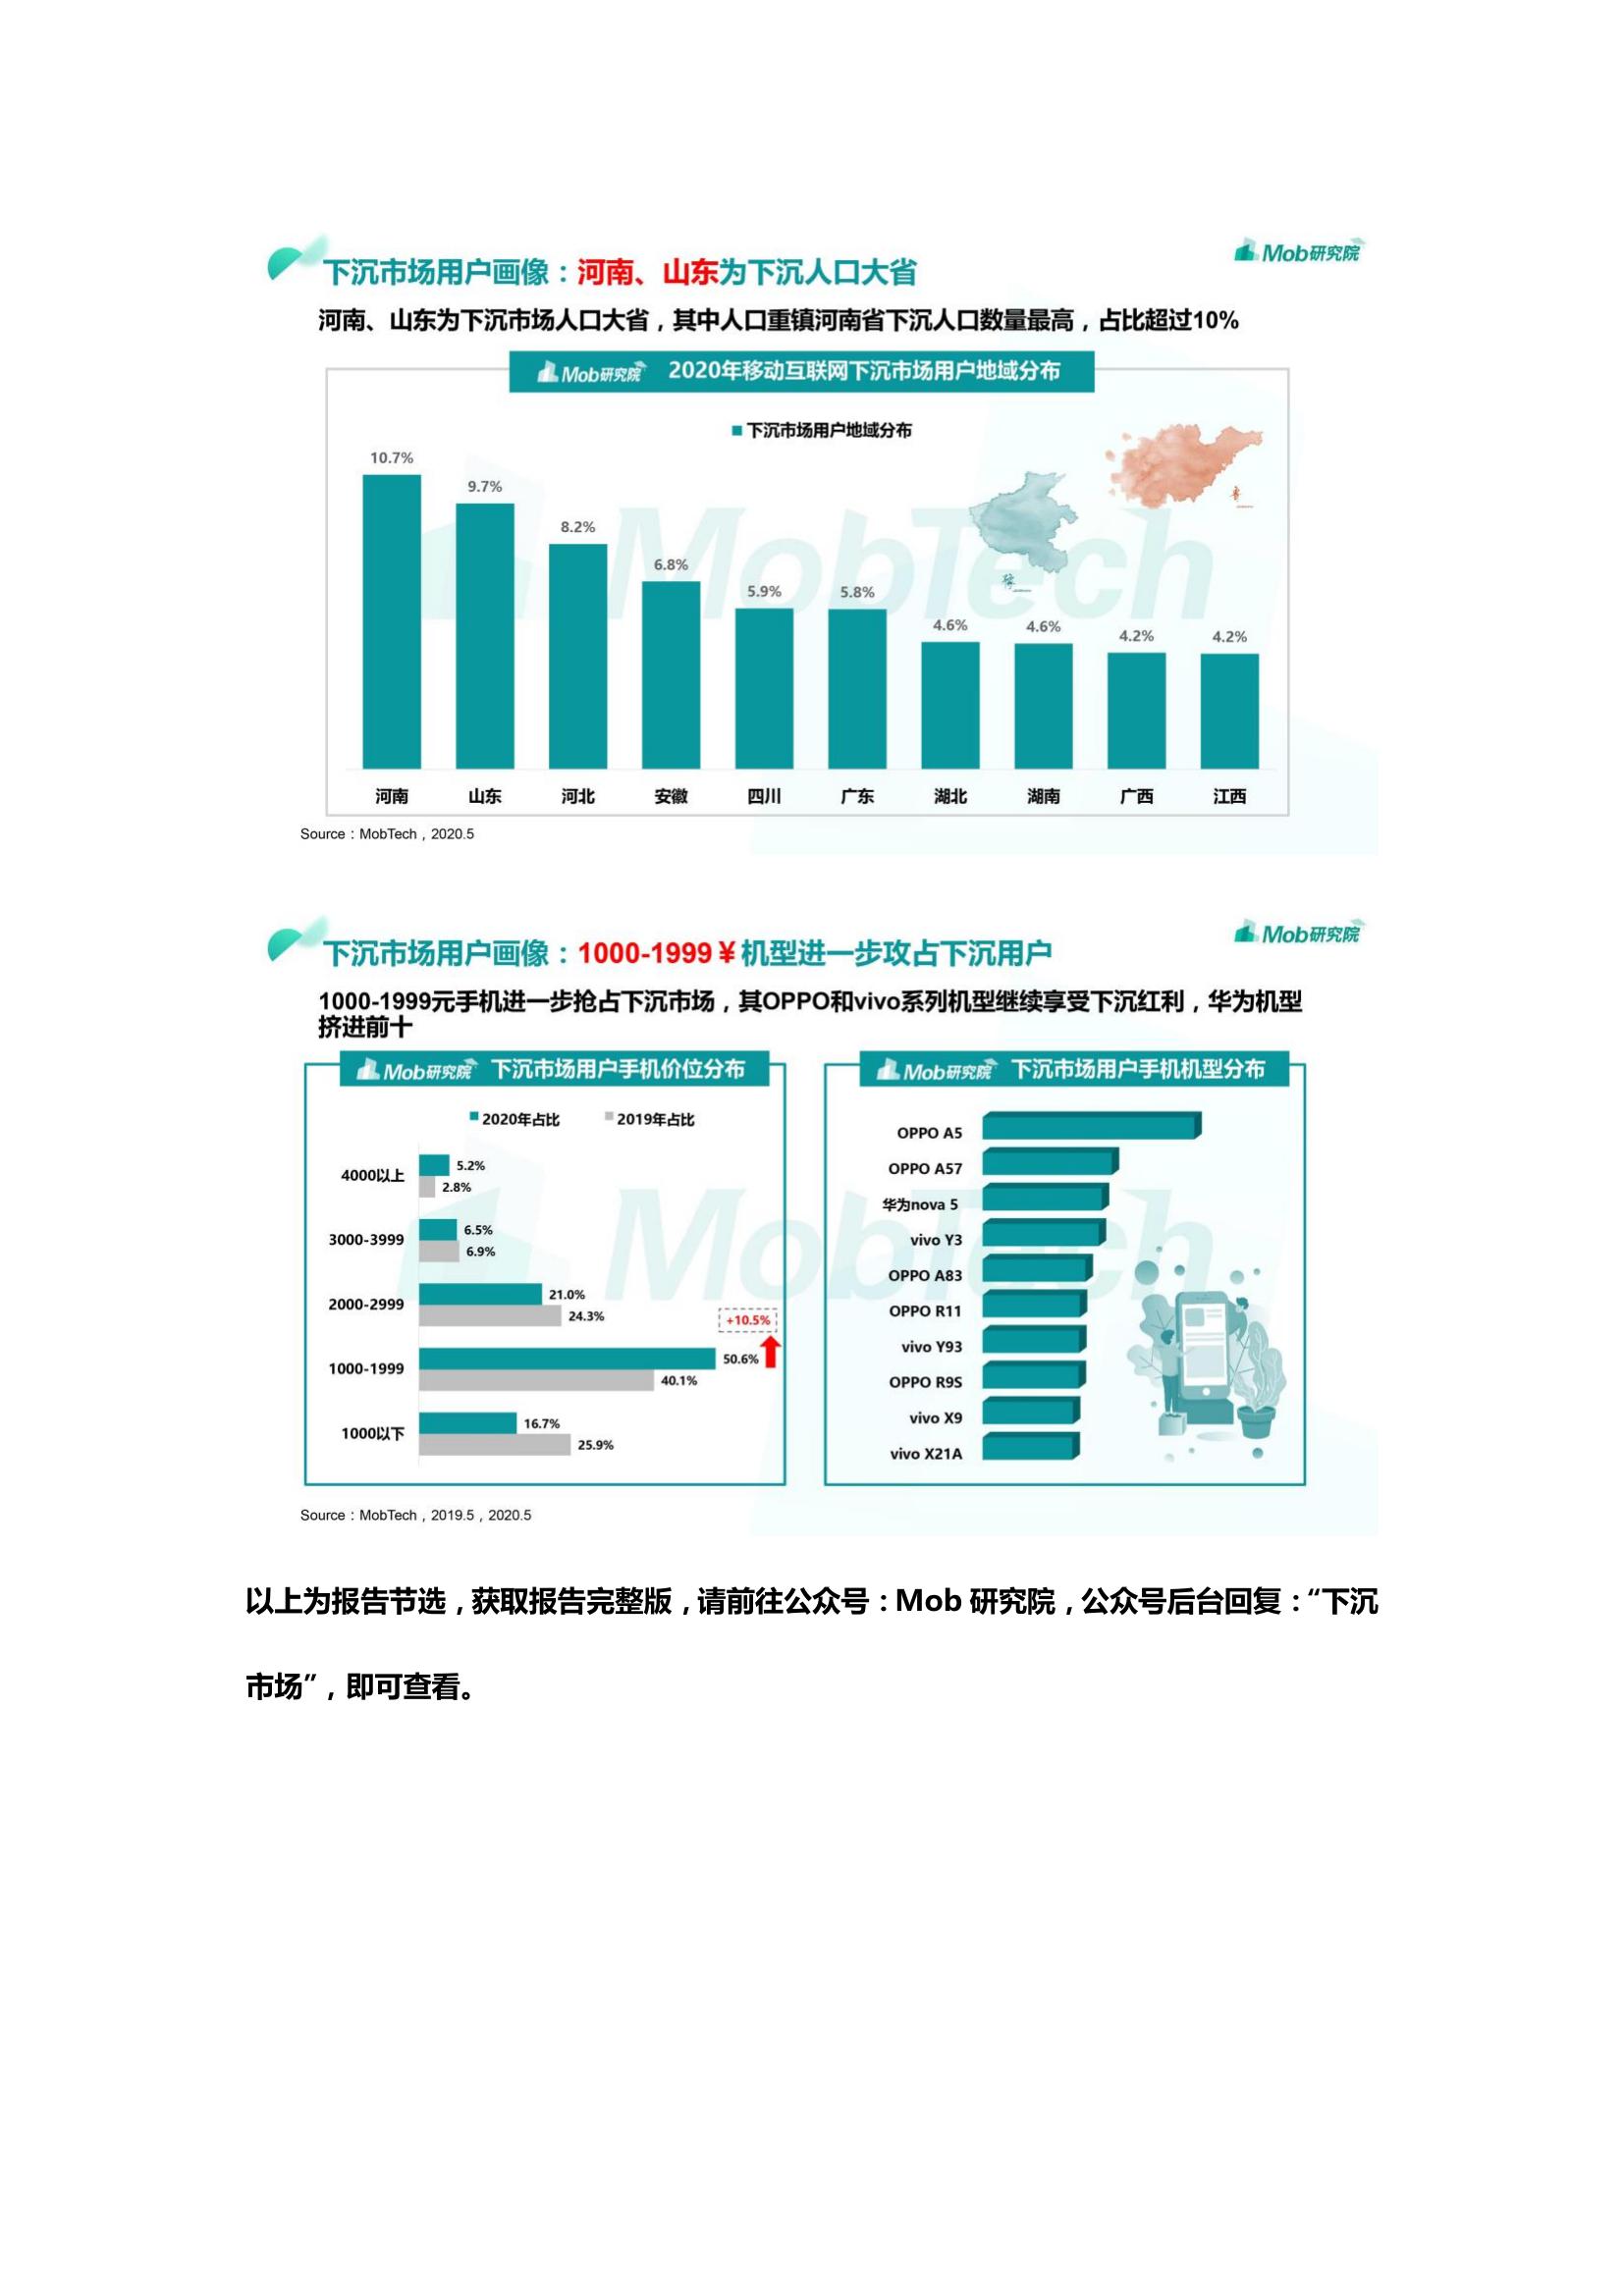 下沉市场用户画像：河南、山东为下沉人口大省
Mob研究院
河南、山东为下沉市场人口大省，其中人口重镇河南省下沉人口数量最高，占比超过10%
Mob研究院 2020年移动互联网下沉市场用户地域分布
下沉市场用户地域分布
MobTech
10.7%
9.7%
8.2%
6.8%
5.9%
5.8%
4.6%
4.6%
4.2%
4.2%
河南 山东 河北 安徽 四川 广东 湖北 湖南 广西 江西
Source：MobTech，2020.5
下沉市场用户画像：1000-1999￥机型进一步攻占下沉用户
Mob研究院
1000-1999元手机进一步抢占下沉市场，其OPPO和vivo系列机型继续享受下沉红利，华为机型
挤进前十
Mob研究院 下沉市场用户手机价位分布
2020年占比 2019年占比
4000以上 5.2%
2.8%
3000-3999 6.5%
6.9%
2000-2999 21.0%
24.3%
+10.5%
1000-1999 50.6%
40.1%
1000以下 16.7%
25.9%
Mob研究院 下沉市场用户手机机型分布
OPPO A5
OPPO A57
华为nova 5
vivo Y3
OPPO A83
OPPO R11
vivo Y93
OPPO R9S
vivo X9
vivo X21A
MobTech
Source：MobTech，2019.5，2020.5
以上为报告节选，获取报告完整版，请前往公众号：Mob 研究院，公众号后台回复：“下沉
市场”，即可查看。